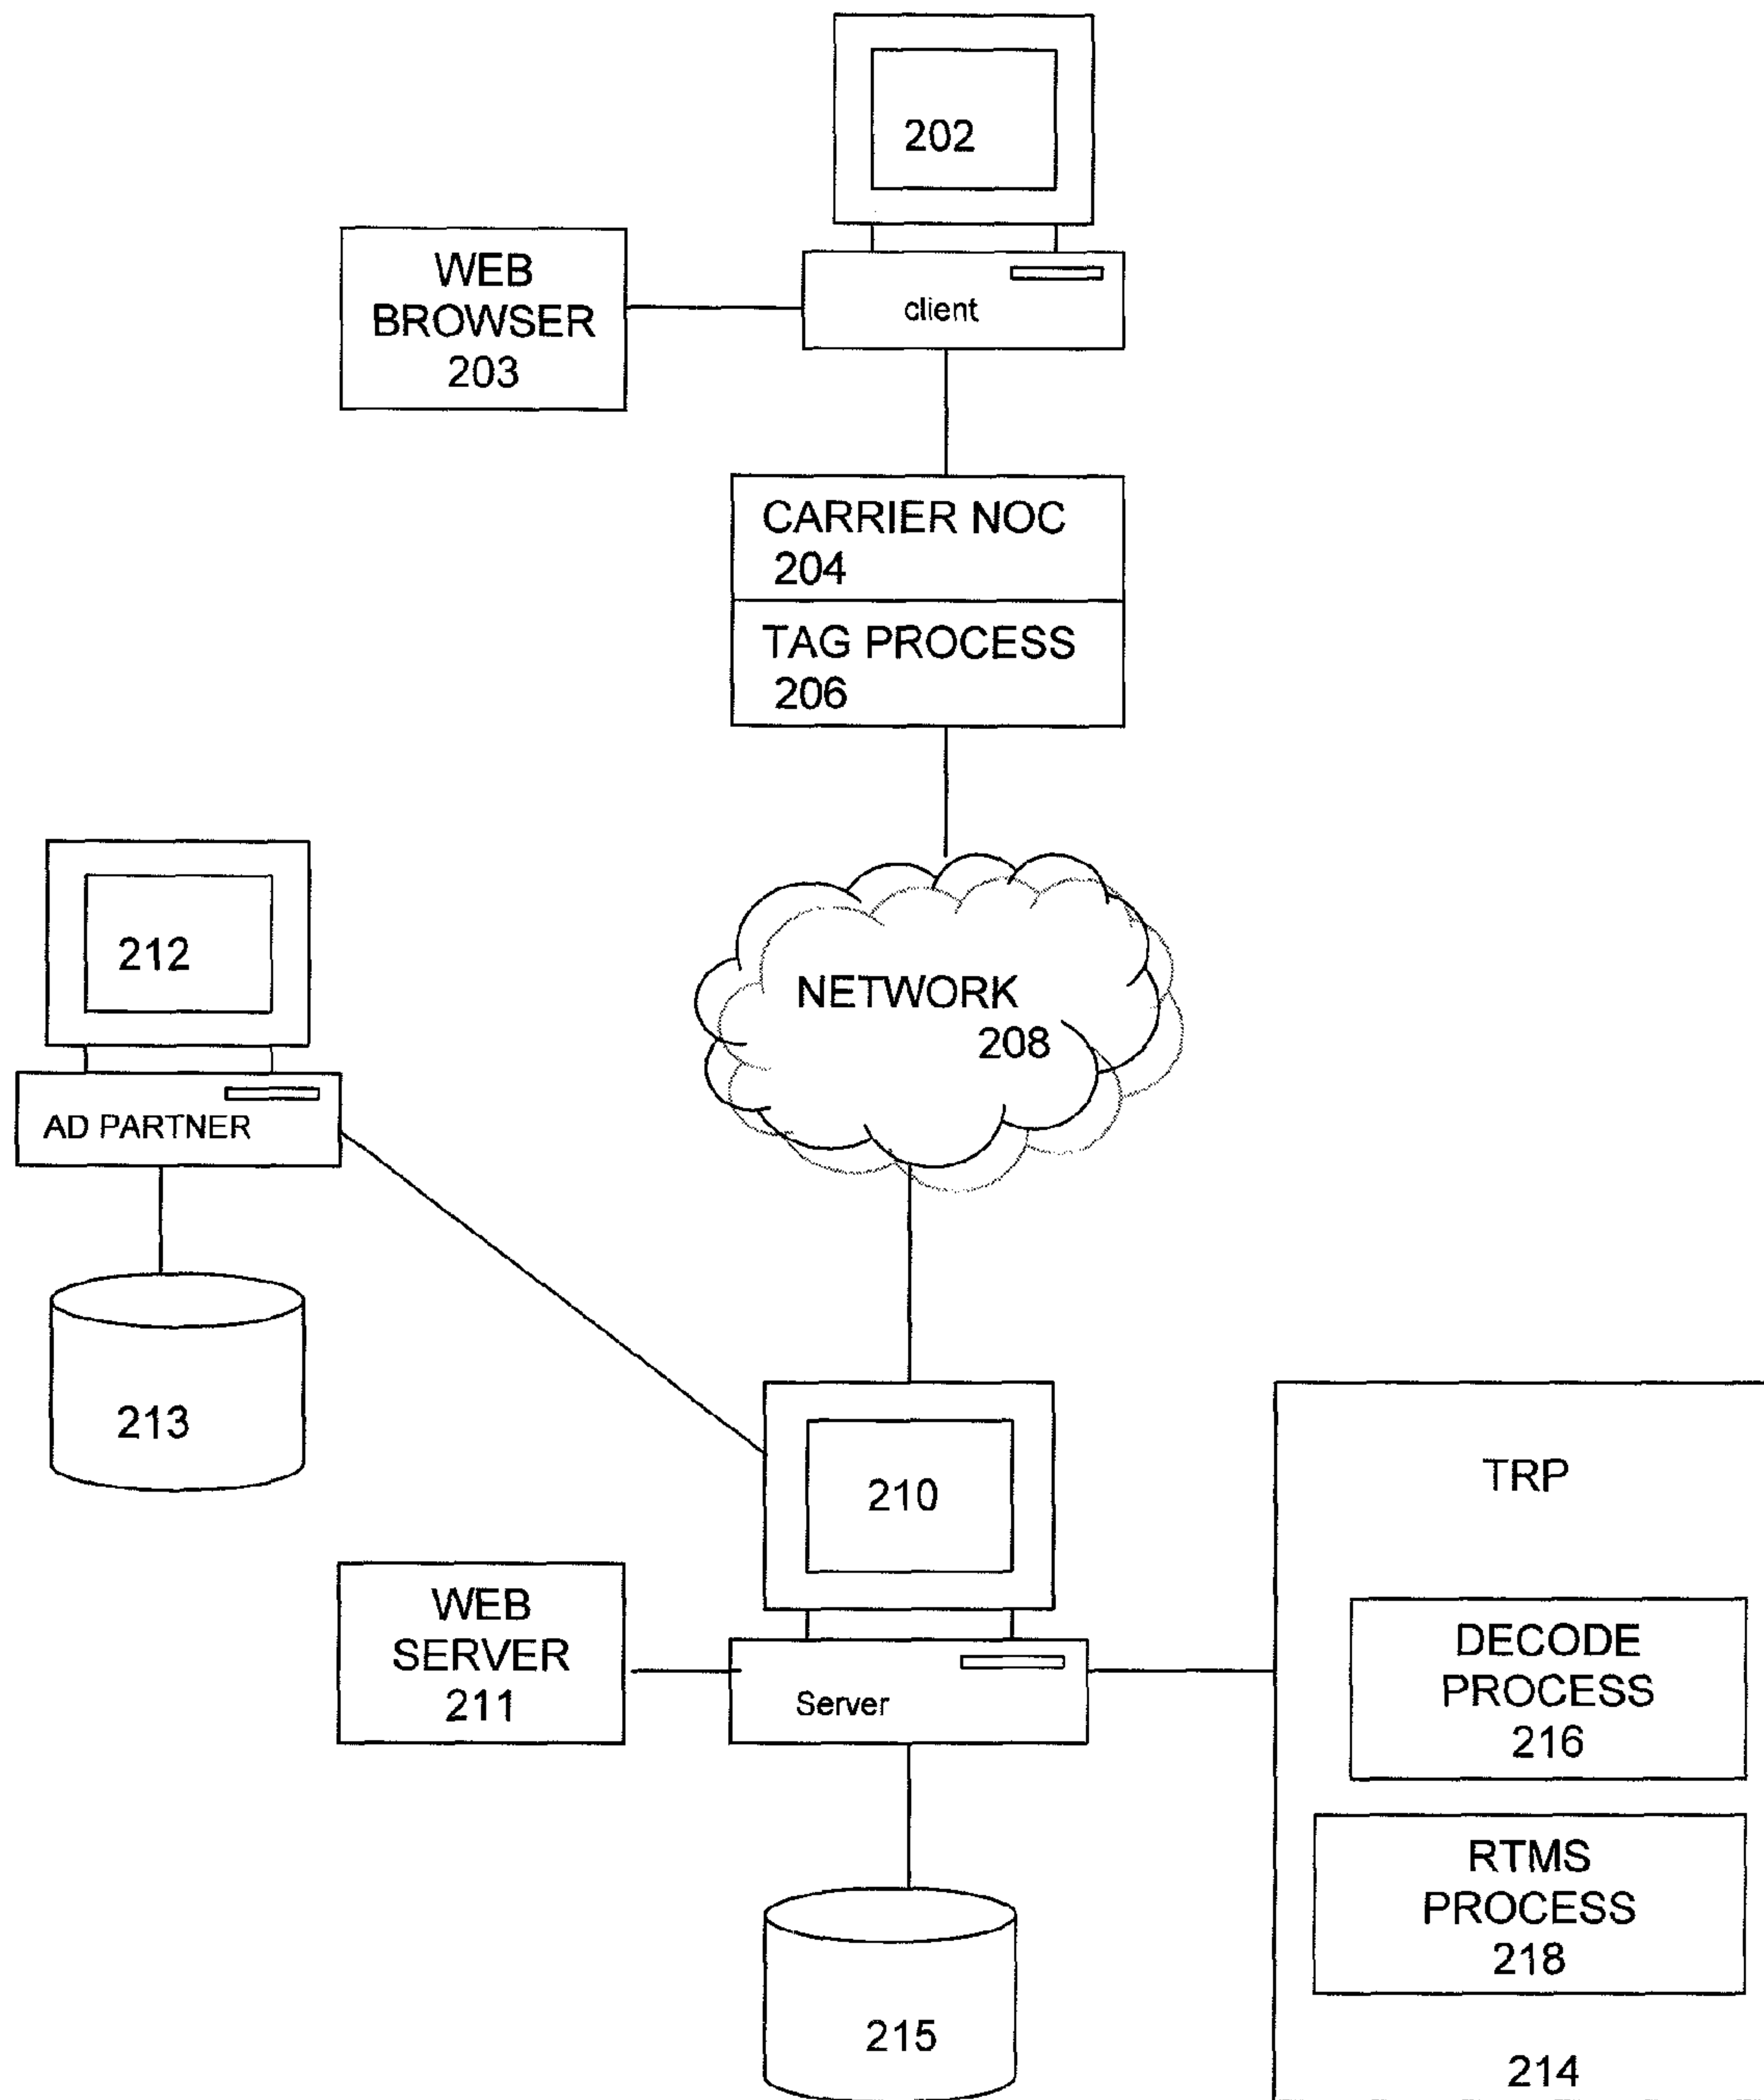 202
WEB
BROWSER
203
client
CARRIER NOC
204
TAG PROCESS
206
NETWORK
208
212
AD PARTNER
213
210
WEB
SERVER
211
Server
215
TRP
DECODE
PROCESS
216
RTMS
PROCESS
218
214